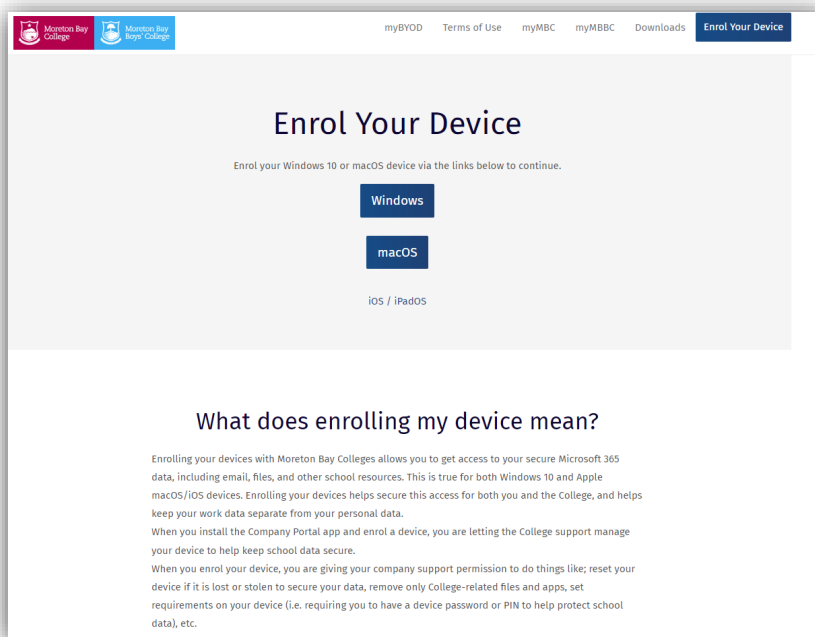 Moreton Bay
College
Moreton Bay
Boys' College
myBYOD Terms of Use myMBC myMBBC Downloads Enrol Your Device
Enrol Your Device
Enrol your Windows 10 or macOS device via the links below to continue.
Windows
macOS
iOS / iPadOS
What does enrolling my device mean?
Enrolling your devices with Moreton Bay Colleges allows you to get access to your secure Microsoft 365
data, including email, files, and other school resources. This is true for both Windows 10 and Apple
macOS/iOS devices. Enrolling your devices helps secure this access for both you and the College, and helps
keep your work data separate from your personal data.
When you install the Company Portal app and enrol a device, you are letting the College support manage
your device to help keep school data secure.
When you enrol your device, you are giving your company support permission to do things like; reset your
device if it is lost or stolen to secure your data, remove only College-related files and apps, set
requirements on your device (i.e. requiring you to have a device password or PIN to help protect school
data), etc.